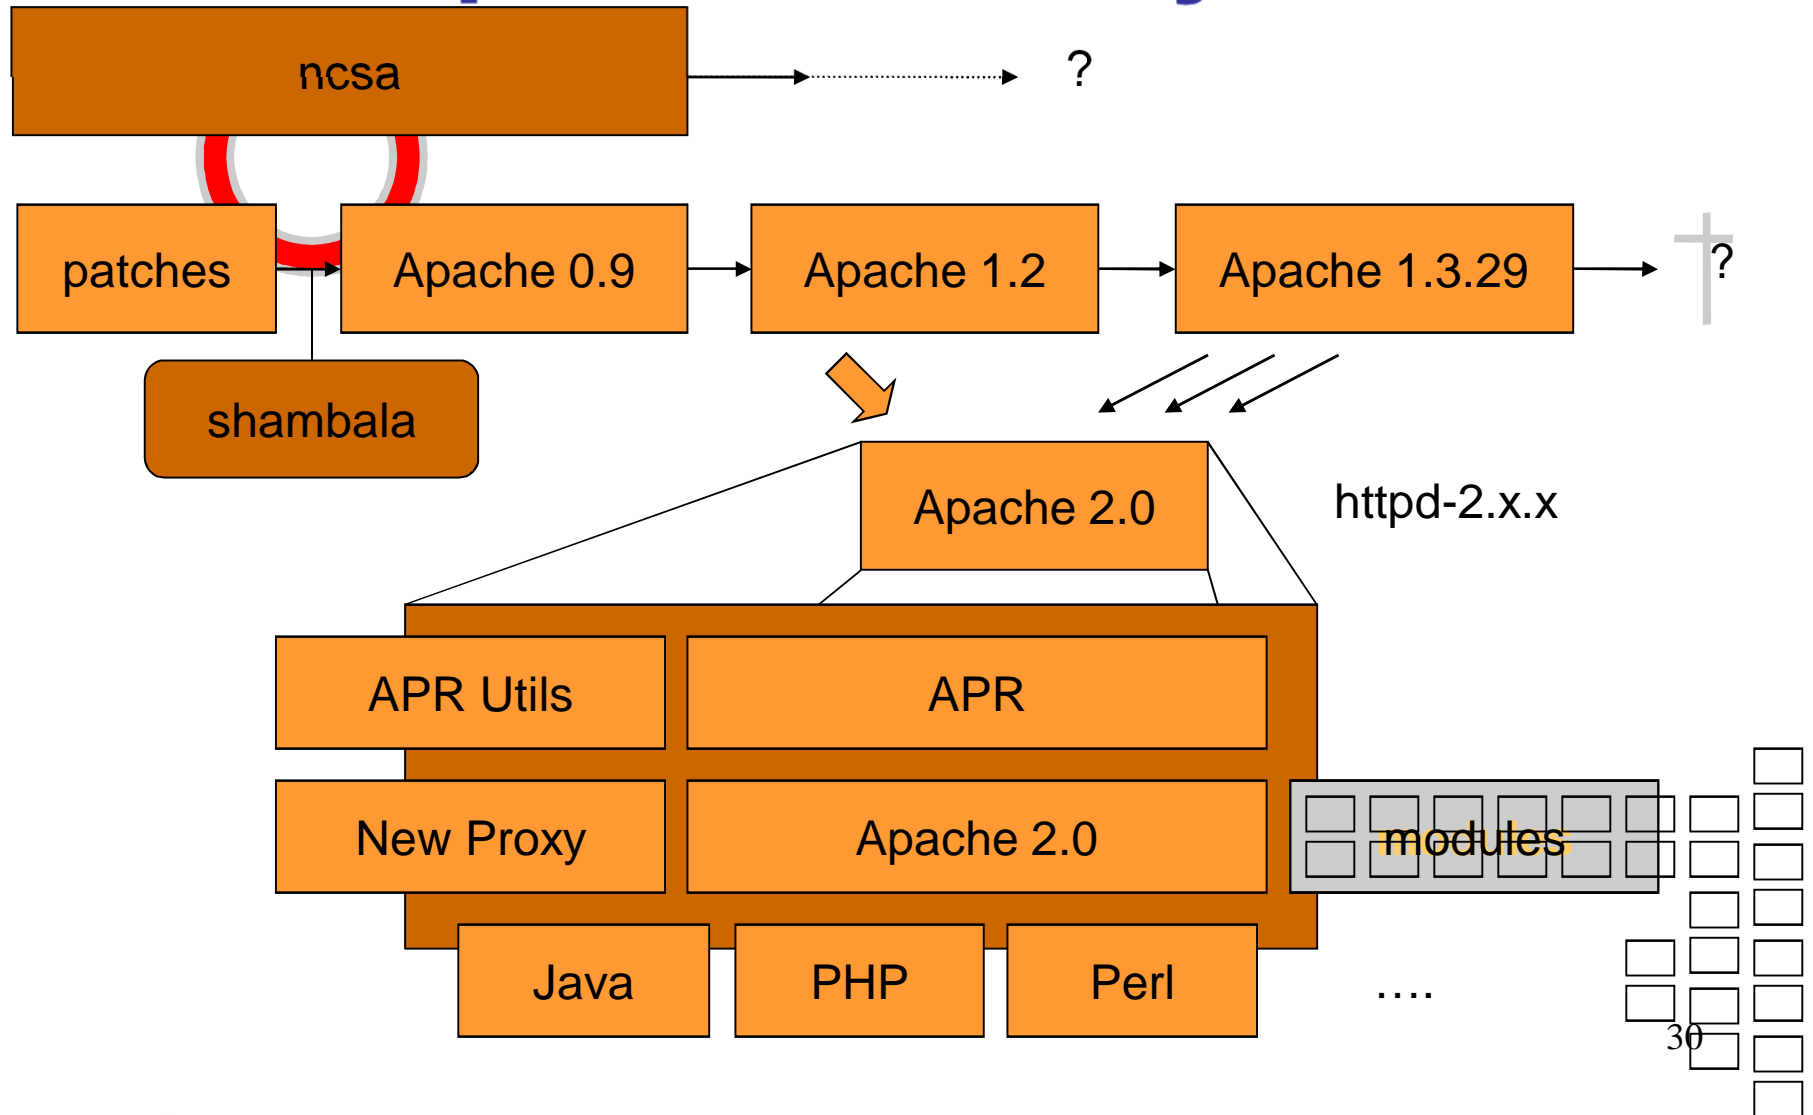 ncsa
?
patches
Apache 0.9
Apache 1.2
Apache 1.3.29
?
shambala
Apache 2.0
httpd-2.x.x
APR Utils
APR
New Proxy
Apache 2.0
modules
Java
PHP
Perl
....
30